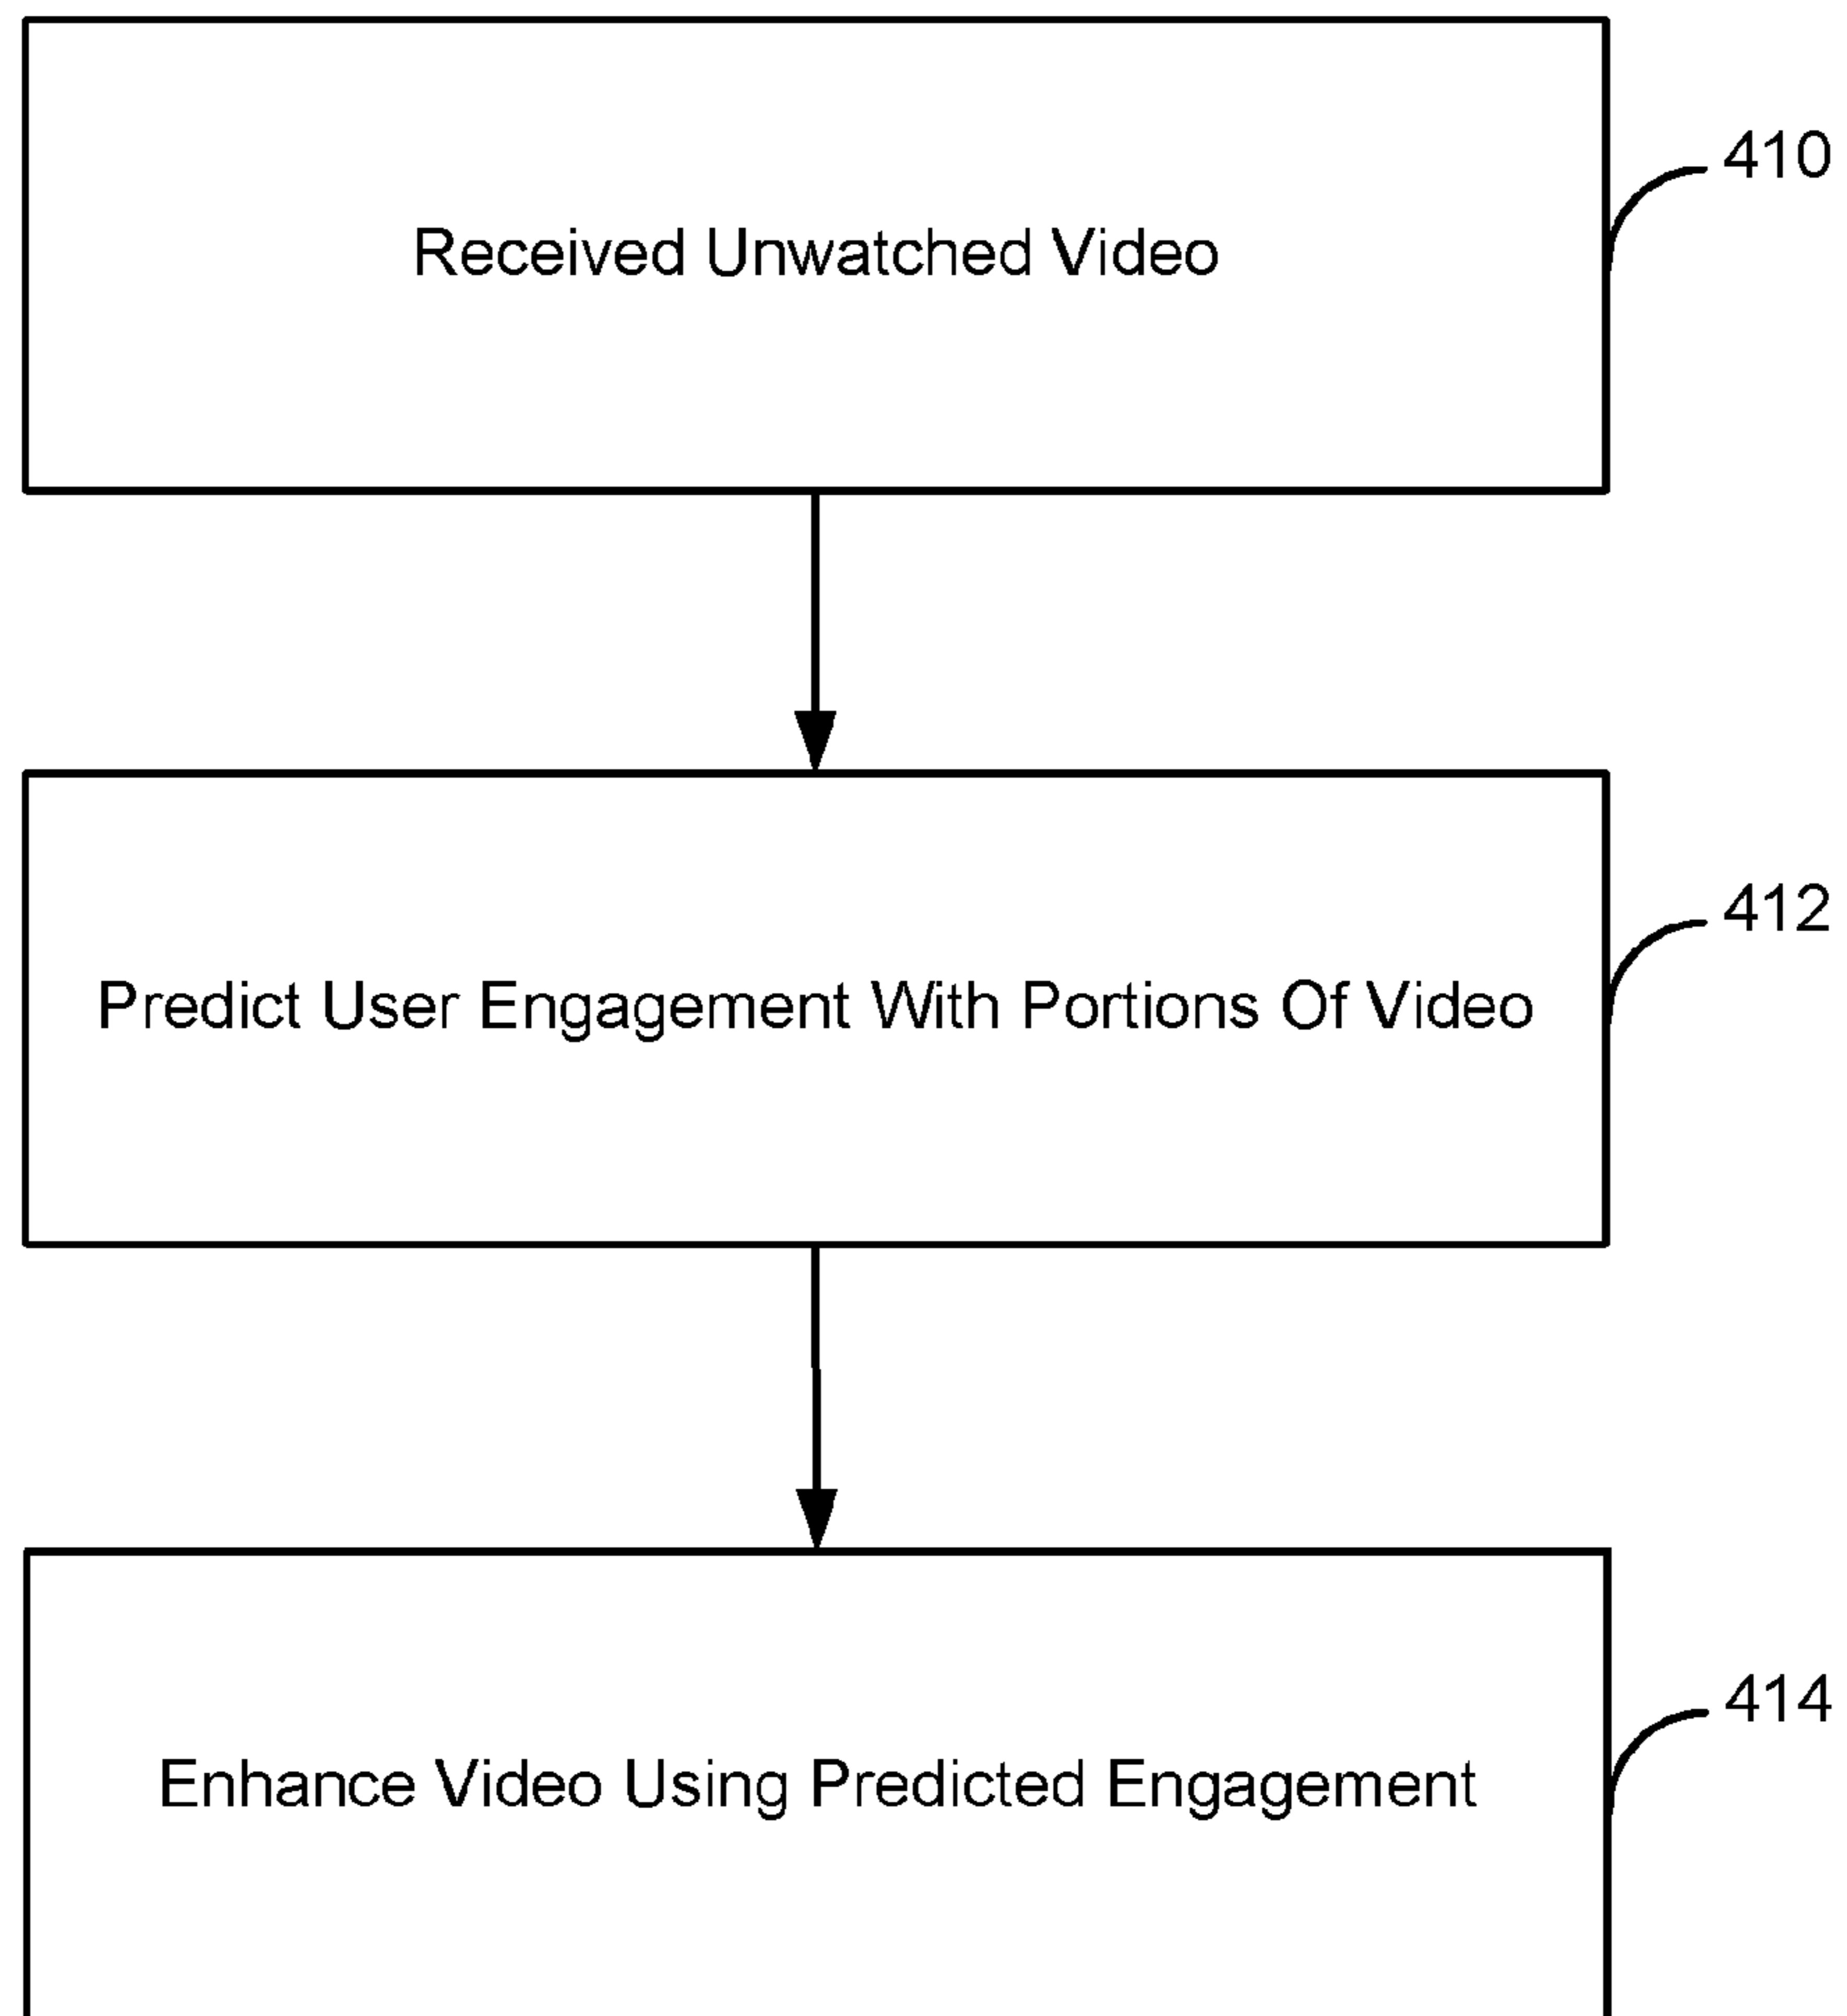 Received Unwatched Video
410
Predict User Engagement With Portions Of Video
412
Enhance Video Using Predicted Engagement
414